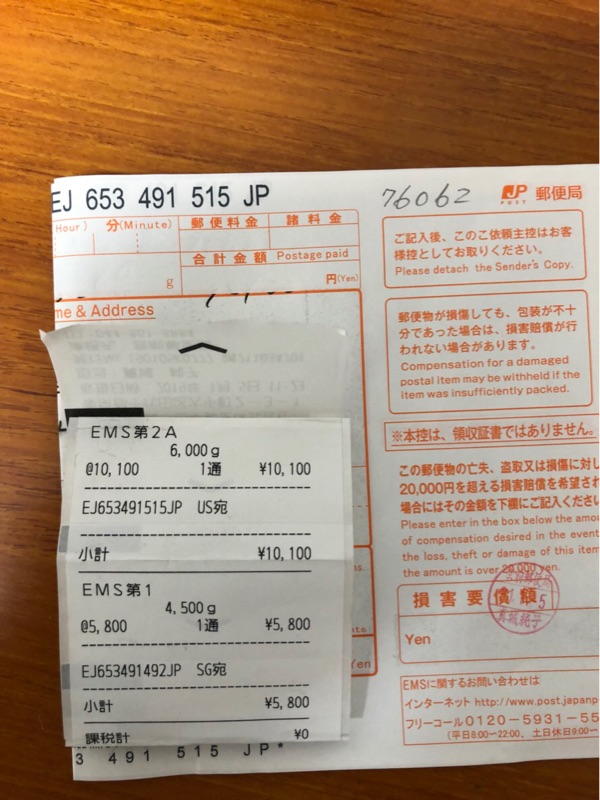 EJ 653 491 515 JP
76062
JP
POST
郵便局
Hour)
分(Minute)
郵便料金
諸料金
合計金額 Postage paid
g
円(Yen)
ご記入後、このご依頼主控はお客
様控としてお取りください。
Please detach the Sender's Copy.
me & Address
郵便物が損傷しても、包装が不十
分であった場合は、損害賠償が行
われない場合があります。
Compensation for a damaged
postal item may be withheld if the
item was insufficiently packed.
※本控は、領収証書ではありません。
この郵便物の亡失、盗取又は損傷に対し
20,000円を超える損害賠償を希望され
場合にはその金額を下欄にご記入くださ
Please enter in the box below the amou
of compensation desired in the event
the loss, theft or damage of this item
the amount is over 20,000 yen.
損害要償額
Yen
EMSに関するお問い合わせは
インターネット http://www.post.japanp
フリーコール 0120-5931-55
(平日8:00〜22:00、土日休日9:00〜
EMS第2A
6,000g
@10,100 1通 ¥10,100
EJ653491515JP US宛
小計 ¥10,100
EMS第1
4,500g
@5,800 1通 ¥5,800
EJ653491492JP SG宛
小計 ¥5,800
課税計 ¥0
3 491 515 JP*